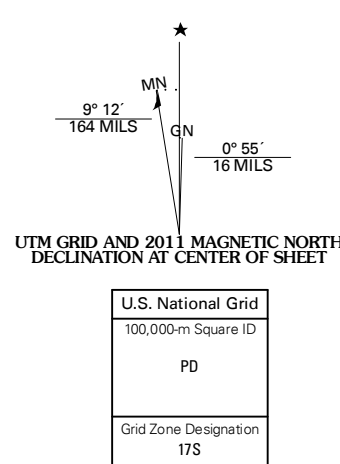 MN
9° 12´
164 MILS
GN
0° 55´
16 MILS
UTM GRID AND 2011 MAGNETIC NORTH
DECLINATION AT CENTER OF SHEET
U.S. National Grid
100,000-m Square ID
PD
Grid Zone Designation
17S